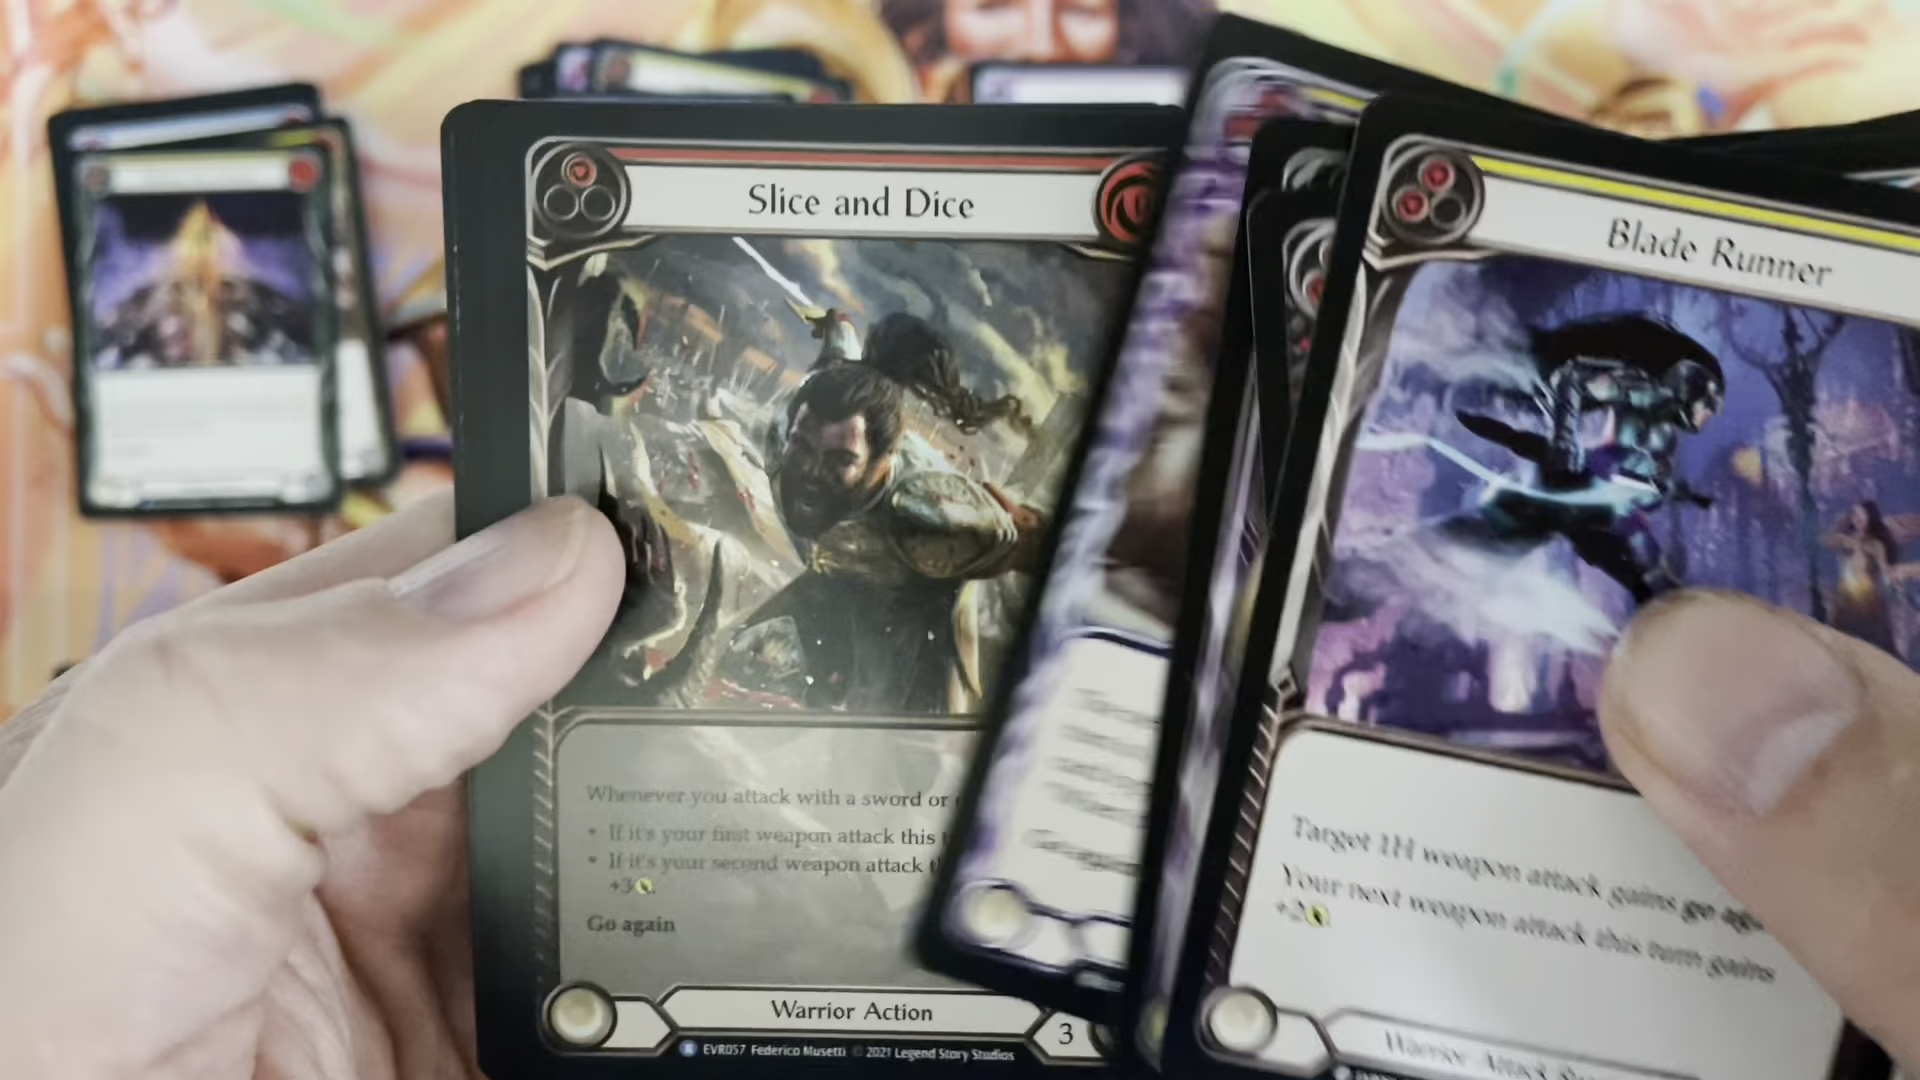 Slice and Dice
Whenever you attack with a sword or
• If it's your first weapon attack this
• If it's your second weapon attack
+3
Go again
Warrior Action
3
EVR057 Federico Musetti © 2021 Legend Story Studios
Blade Runner
Target 1H weapon attack gains go
Your next weapon attack this turn gains
+2
Warrior Attack